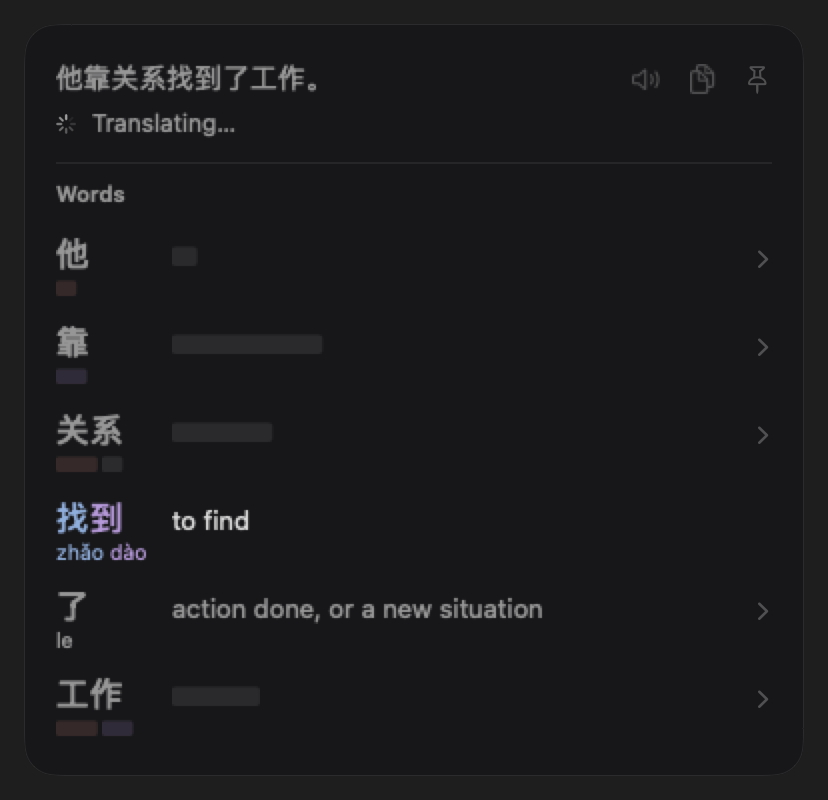 他靠关系找到了工作。
Translating...
Words
他
靠
关系
找到 to find
zhǎo dào
了 action done, or a new situation
le
工作